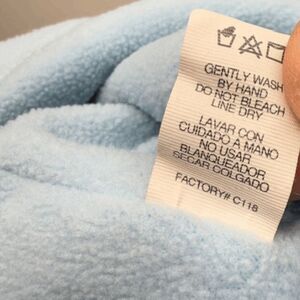 GENTLY WASH
BY HAND
DO NOT BLEACH
LINE DRY
LAVAR CON
CUIDADO A MANO
NO USAR
BLANQUEADOR
SECAR COLGADO
FACTORY# C118